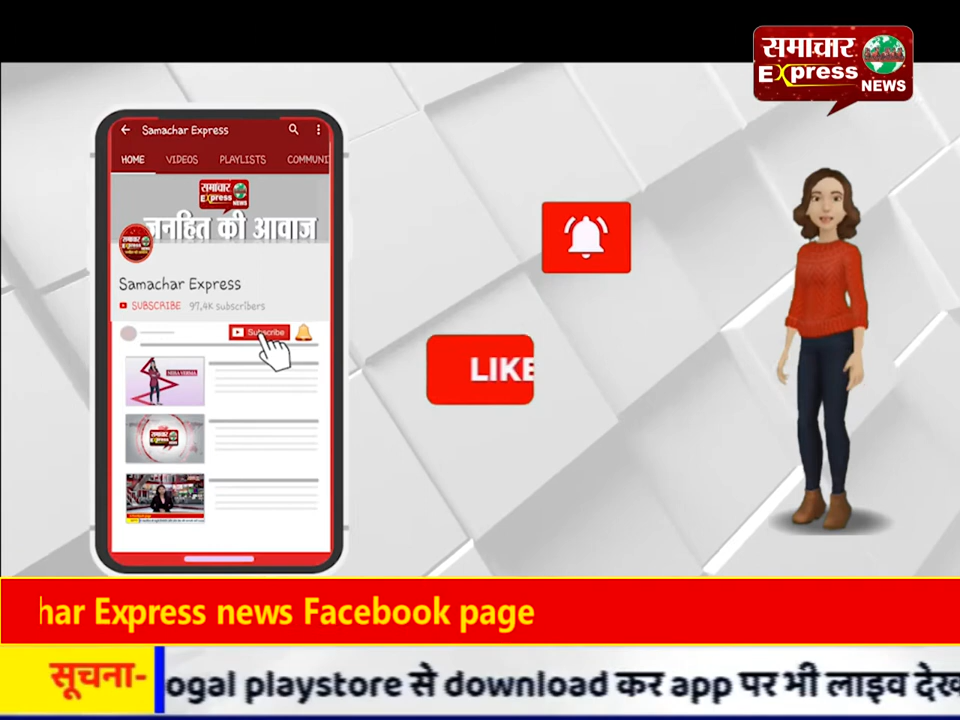 समाचार
Express
NEWS
Samachar Express
HOME VIDEOS PLAYLISTS COMMUNI
समाचार
Express
NEWS
जनहित की आवाज
Samachar Express
SUBSCRIBE 97.4K subscribers
Subscribe
LIKE
har Express news Facebook page
सूचना- ogal playstore से download कर app पर भी लाइव देख